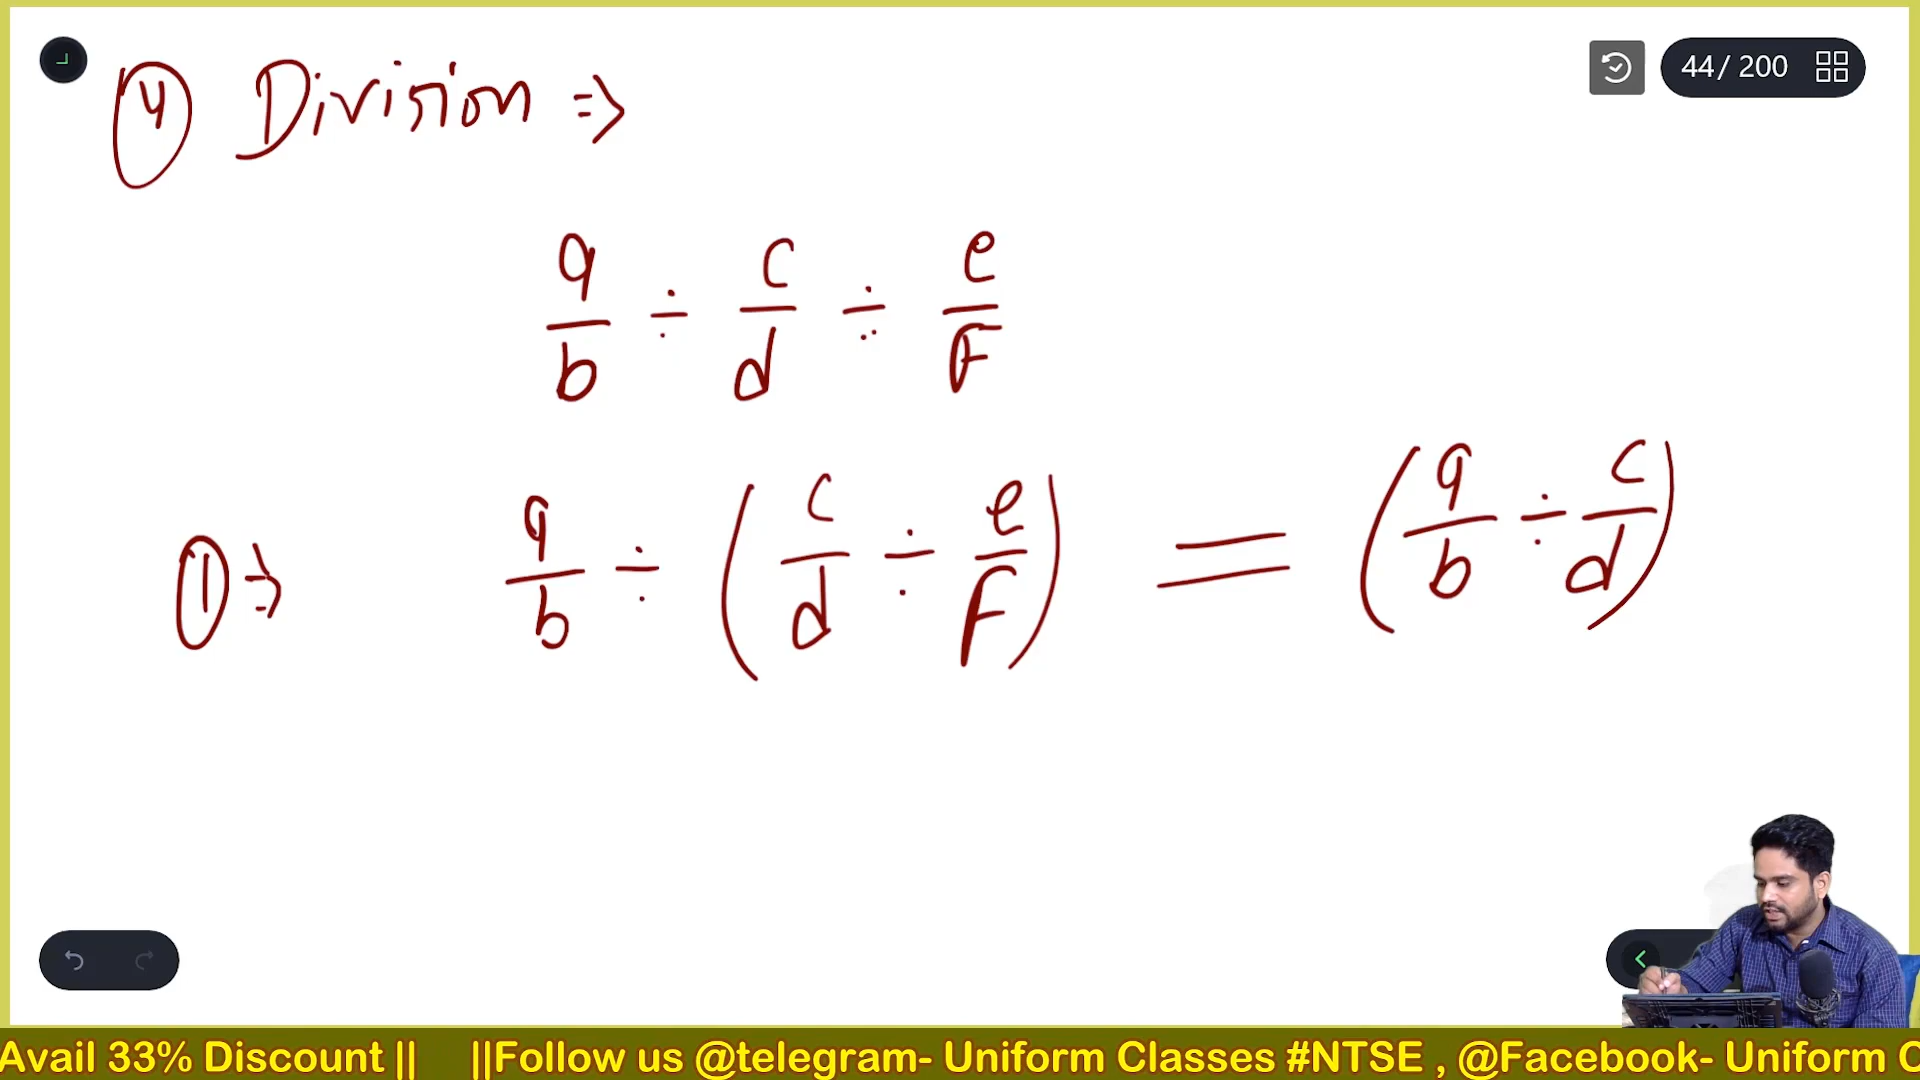 44/ 200
④ Division ⇒
a/b ÷ c/d ÷ e/F
① ⇒ a/b ÷ (c/d ÷ e/F) = (a/b ÷ c/d)
Avail 33% Discount || ||Follow us @telegram- Uniform Classes #NTSE , @Facebook- Uniform C